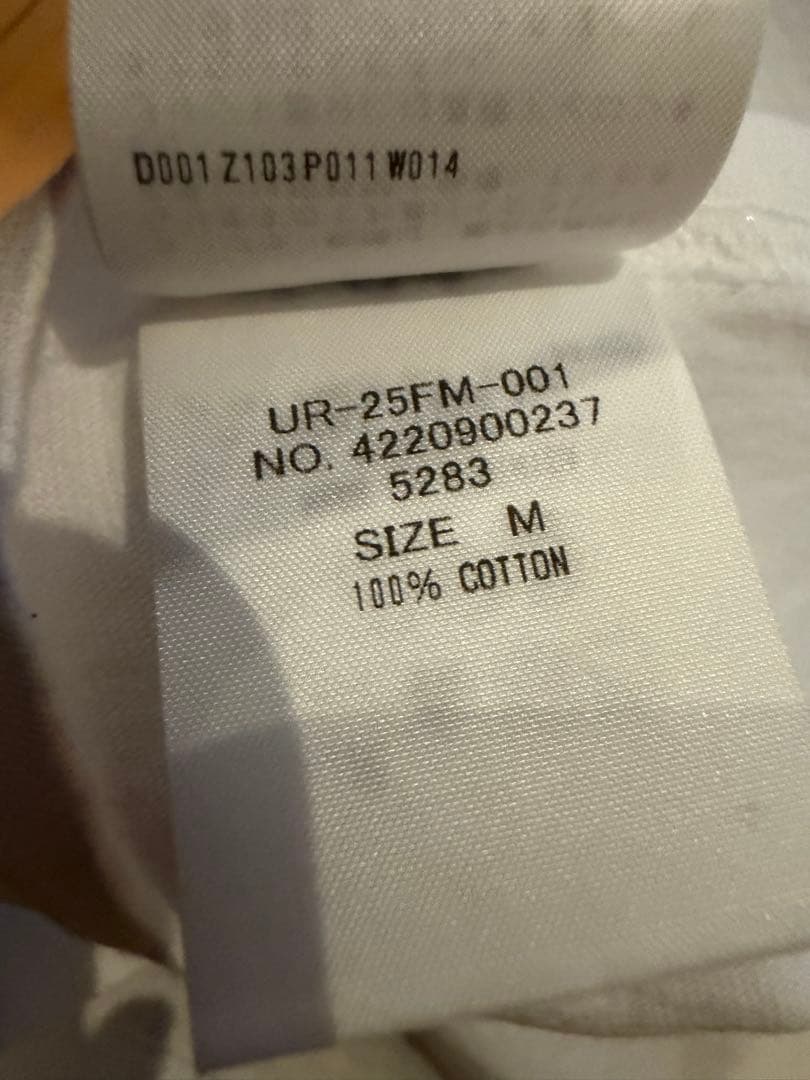 D001 Z103 P011 W014
UR-25FM-001
NO. 4220900237
5283
SIZE M
100% COTTON